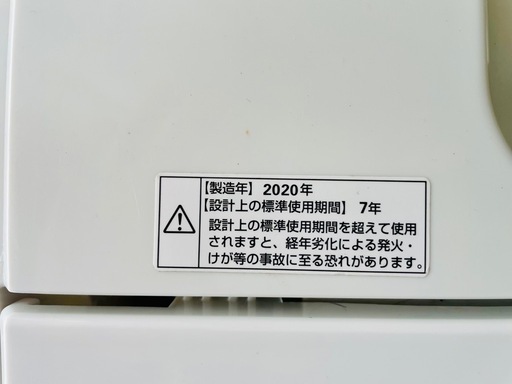 【製造年】2020年
【設計上の標準使用期間】 7年
設計上の標準使用期間を超えて使用
されますと、経年劣化による発火・
けが等の事故に至る恐れがあります。